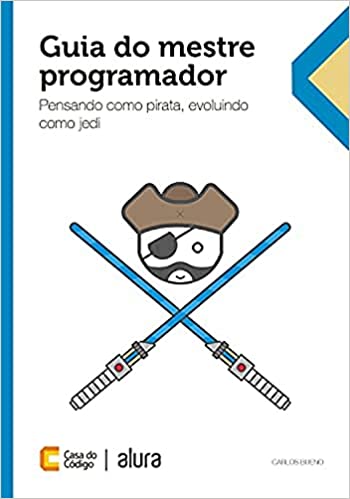 Guia do mestre
programador
Pensando como pirata, evoluindo
como jedi
Casa do
Código
alura
CARLOS BUENO